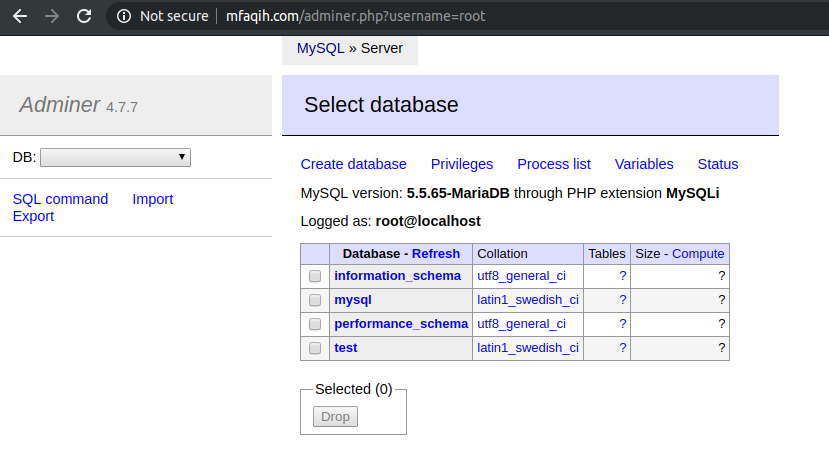 Not secure mfaqih.com/adminer.php?username=root
MySQL » Server
Adminer 4.7.7
Select database
DB:
SQL command Import
Export
Create database Privileges Process list Variables Status
MySQL version: 5.5.65-MariaDB through PHP extension MySQLi
Logged as: root@localhost
Database - Refresh Collation Tables Size - Compute
information_schema utf8_general_ci ? ?
mysql latin1_swedish_ci ? ?
performance_schema utf8_general_ci ? ?
test latin1_swedish_ci ? ?
Selected (0)
Drop